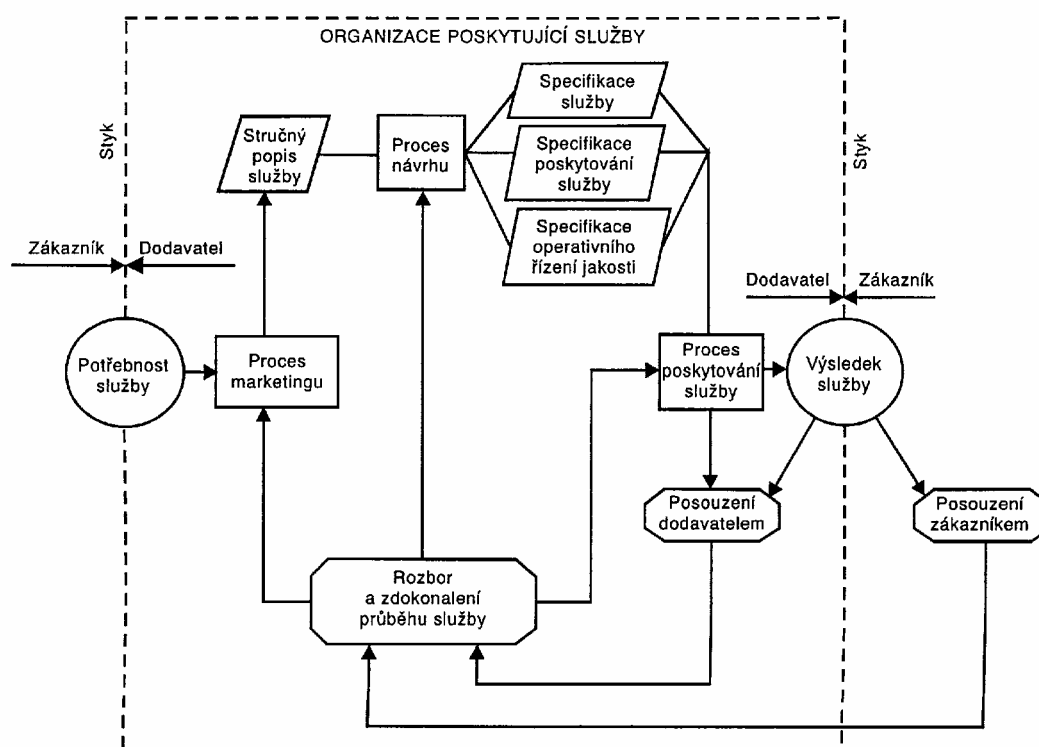 ORGANIZACE POSKYTUJÍCÍ SLUŽBY
Styk
Styk
Stručný
popis
služby
Proces
návrhu
Specifikace
služby
Specifikace
poskytování
služby
Specifikace
operativního
řízení jakosti
Zákazník
Dodavatel
Dodavatel
Zákazník
Potřebnost
služby
Proces
marketingu
Proces
poskytování
služby
Výsledek
služby
Posouzení
dodavatelem
Posouzení
zákazníkem
Rozbor
a zdokonalení
průběhu služby